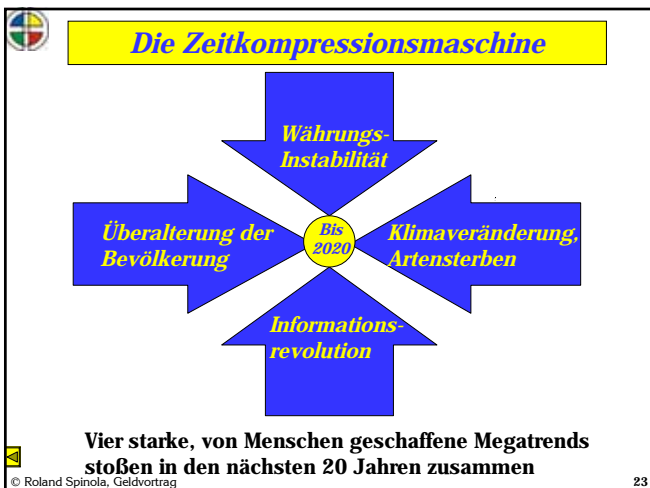 Die Zeitkompressionsmaschine
Währungs-
Instabilität
Überalterung der
Bevölkerung
Bis
2020
Klimaveränderung,
Artensterben
Informations-
revolution
Vier starke, von Menschen geschaffene Megatrends
stoßen in den nächsten 20 Jahren zusammen
© Roland Spinola, Geldvortrag
23